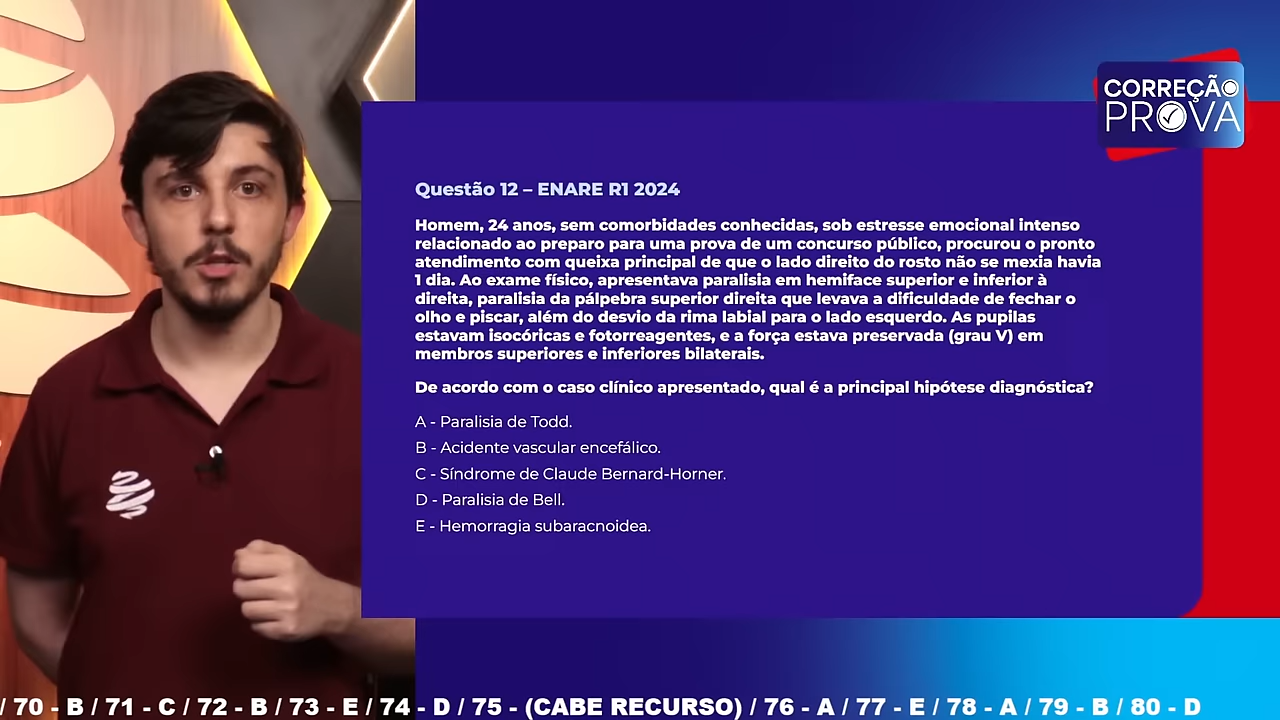 CORREÇÃO
PROVA
Questão 12 – ENARE R1 2024
Homem, 24 anos, sem comorbidades conhecidas, sob estresse emocional intenso
relacionado ao preparo para uma prova de um concurso público, procurou o pronto
atendimento com queixa principal de que o lado direito do rosto não se mexia havia
1 dia. Ao exame físico, apresentava paralisia em hemiface superior e inferior à
direita, paralisia da pálpebra superior direita que levava a dificuldade de fechar o
olho e piscar, além do desvio da rima labial para o lado esquerdo. As pupilas
estavam isocóricas e fotorreagentes, e a força estava preservada (grau V) em
membros superiores e inferiores bilaterais.
De acordo com o caso clínico apresentado, qual é a principal hipótese diagnóstica?
A - Paralisia de Todd.
B - Acidente vascular encefálico.
C - Síndrome de Claude Bernard-Horner.
D - Paralisia de Bell.
E - Hemorragia subaracnoidea.
/ 70 - B / 71 - C / 72 - B / 73 - E / 74 - D / 75 - (CABE RECURSO) / 76 - A / 77 - E / 78 - A / 79 - B / 80 - D